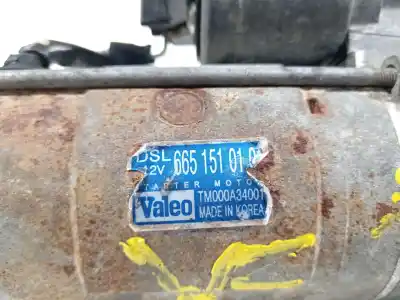 DSL
12V 665 151 01 0
STARTER MOTOR
Valeo TM000A34001
MADE IN KOREA